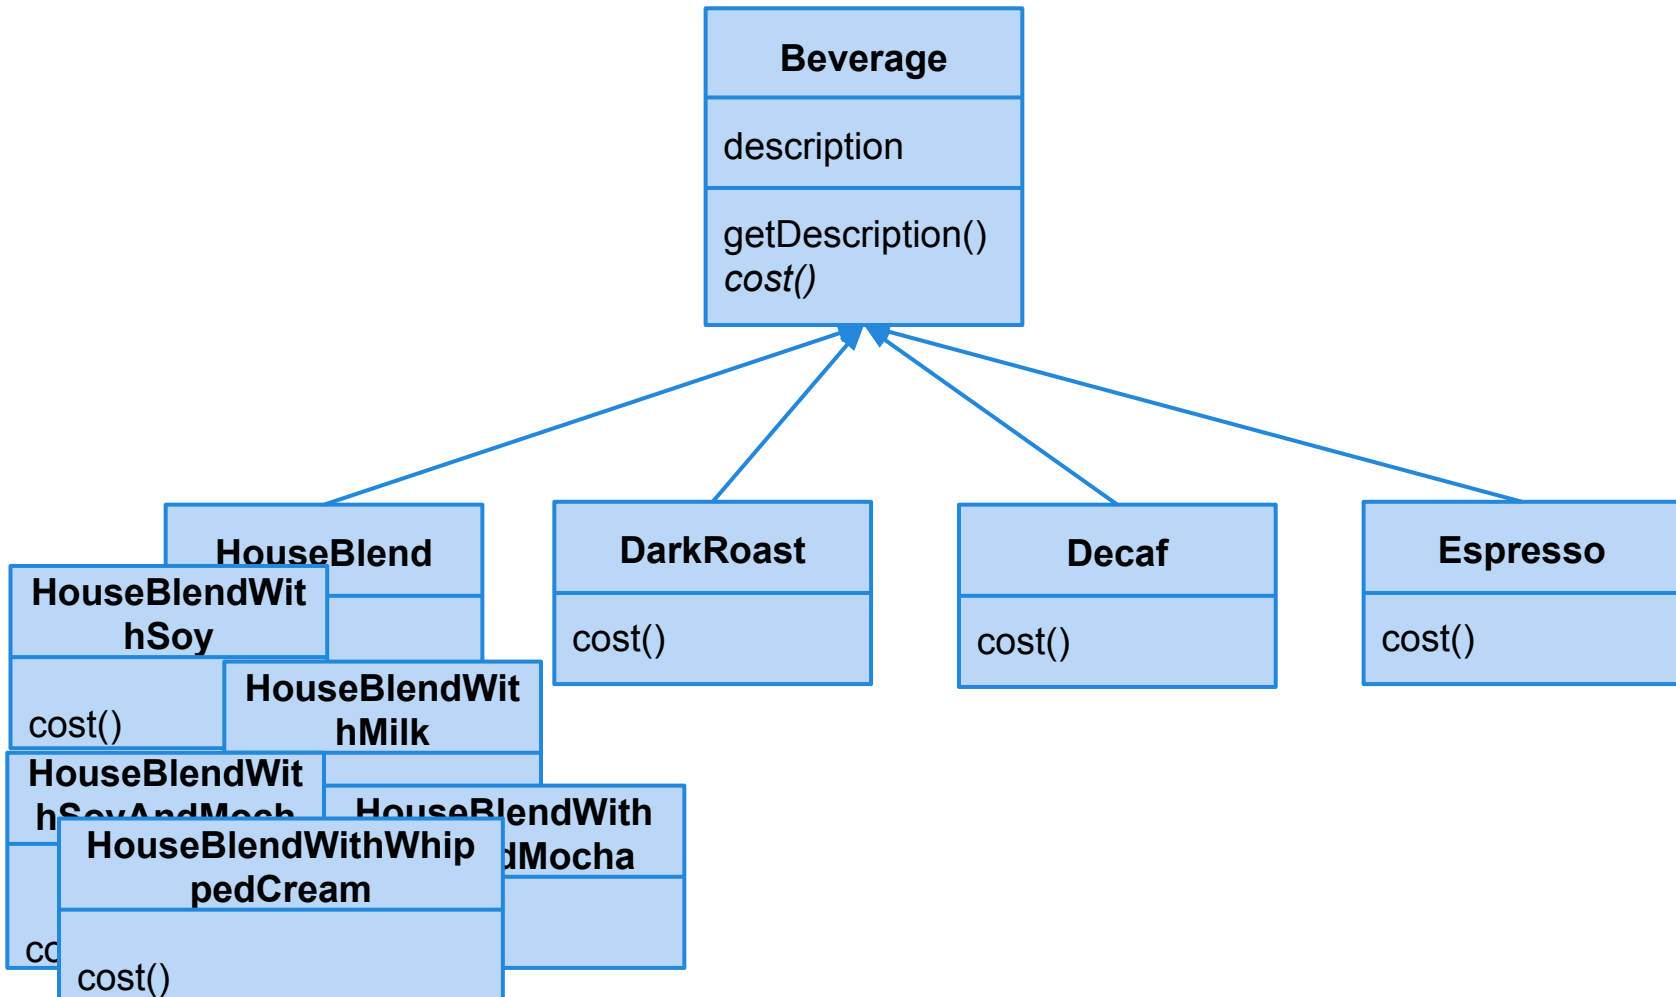 Beverage
description
getDescription()
cost()
HouseBlend
DarkRoast
cost()
Decaf
cost()
Espresso
cost()
HouseBlendWit
hSoy
cost()
HouseBlendWit
hMilk
HouseBlendWit
hSoyAndMoch
HouseBlendWith
dMocha
HouseBlendWithWhip
pedCream
cost()